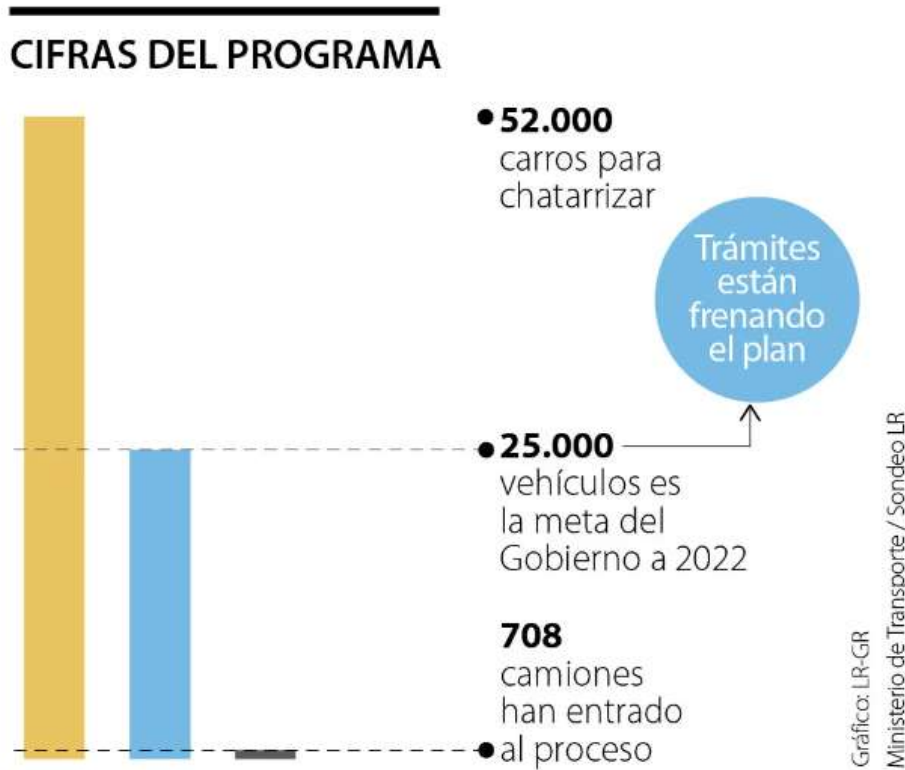 CIFRAS DEL PROGRAMA
52.000
carros para
chatarrizar
Trámites
están
frenando
el plan
25.000
vehículos es
la meta del
Gobierno a 2022
708
camiones
han entrado
al proceso
Gráfico: LR-GR
Ministerio de Transporte / Sondeo LR